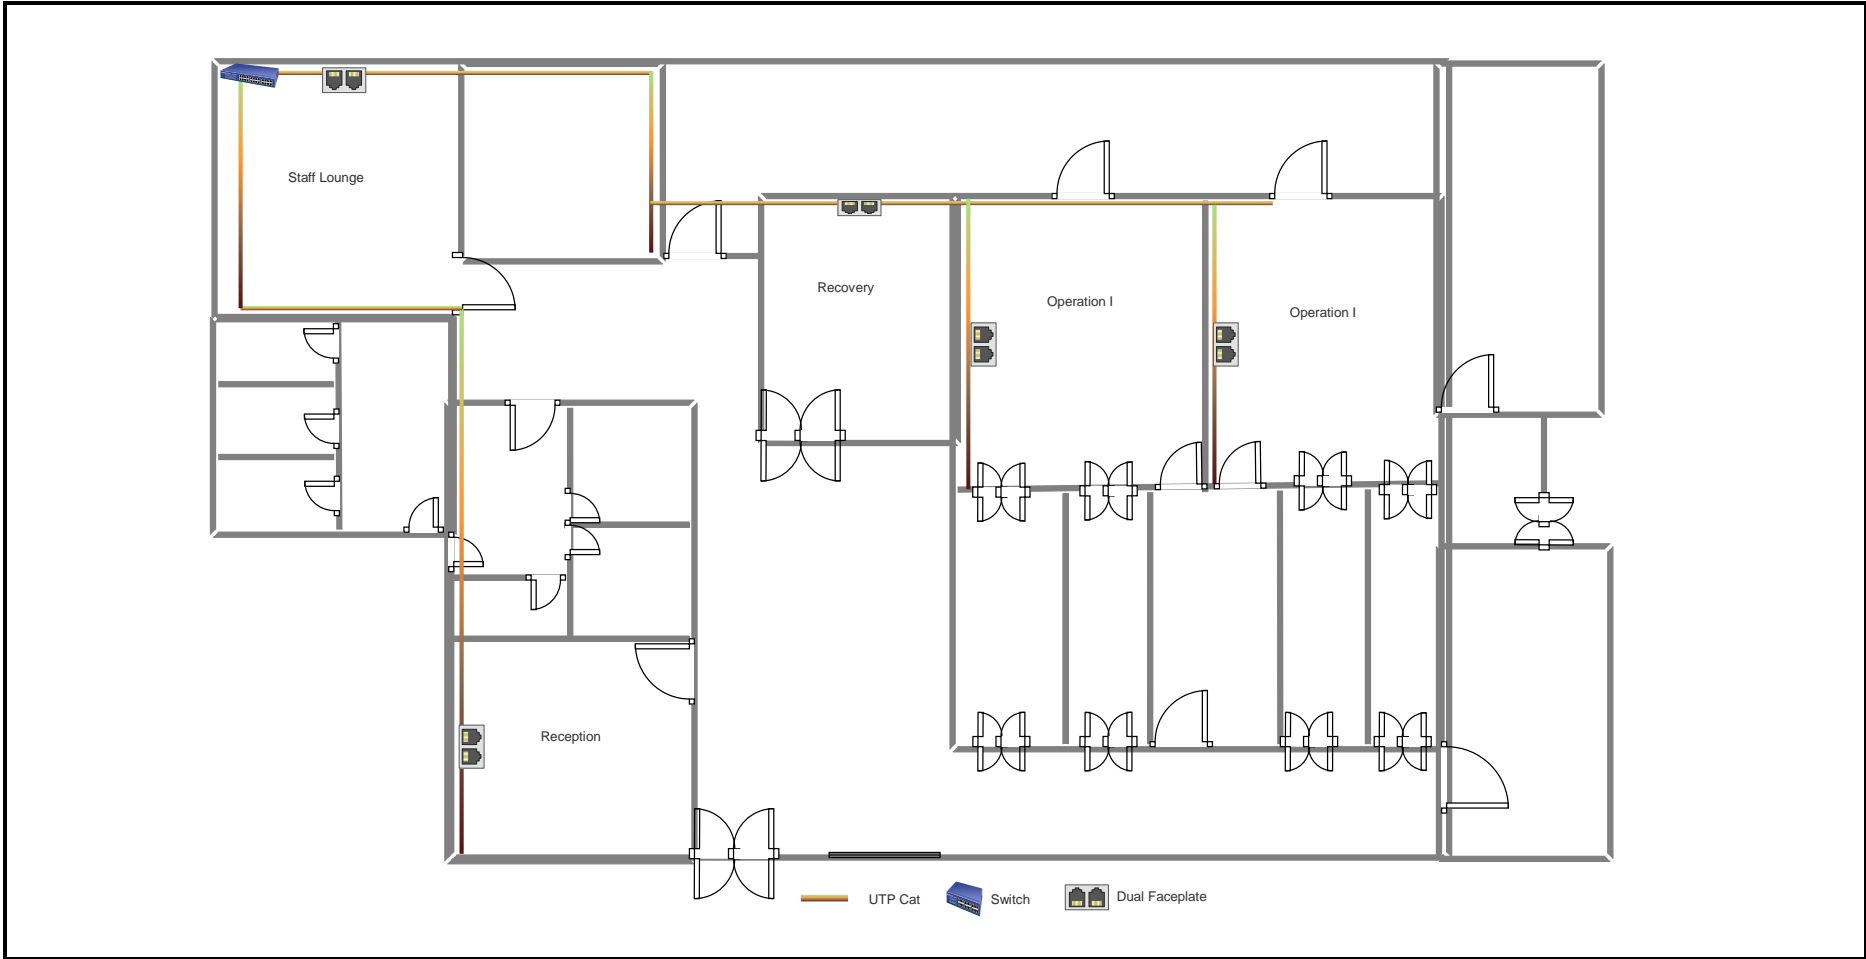 Staff Lounge
Recovery
Operation I
Operation I
Reception
UTP Cat
Switch
Dual Faceplate